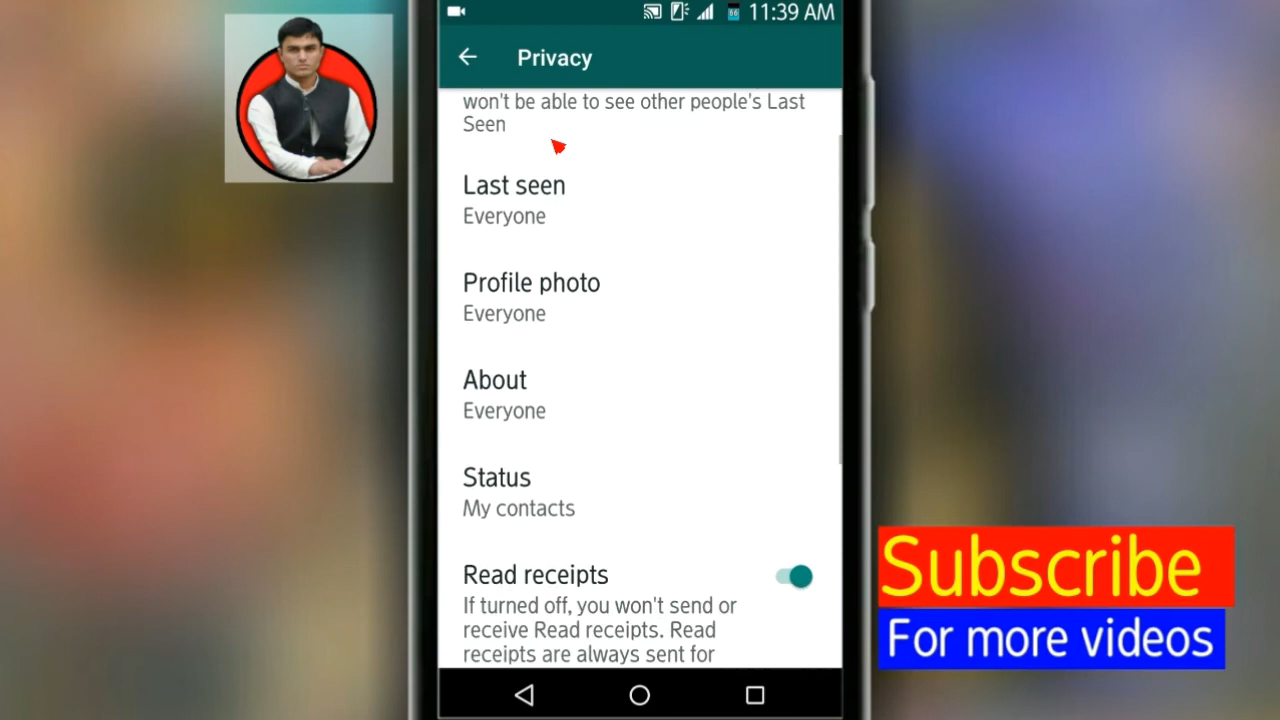 11:39 AM
Privacy
won't be able to see other people's Last
Seen
Last seen
Everyone
Profile photo
Everyone
About
Everyone
Status
My contacts
Read receipts
If turned off, you won't send or
receive Read receipts. Read
receipts are always sent for
Subscribe
For more videos